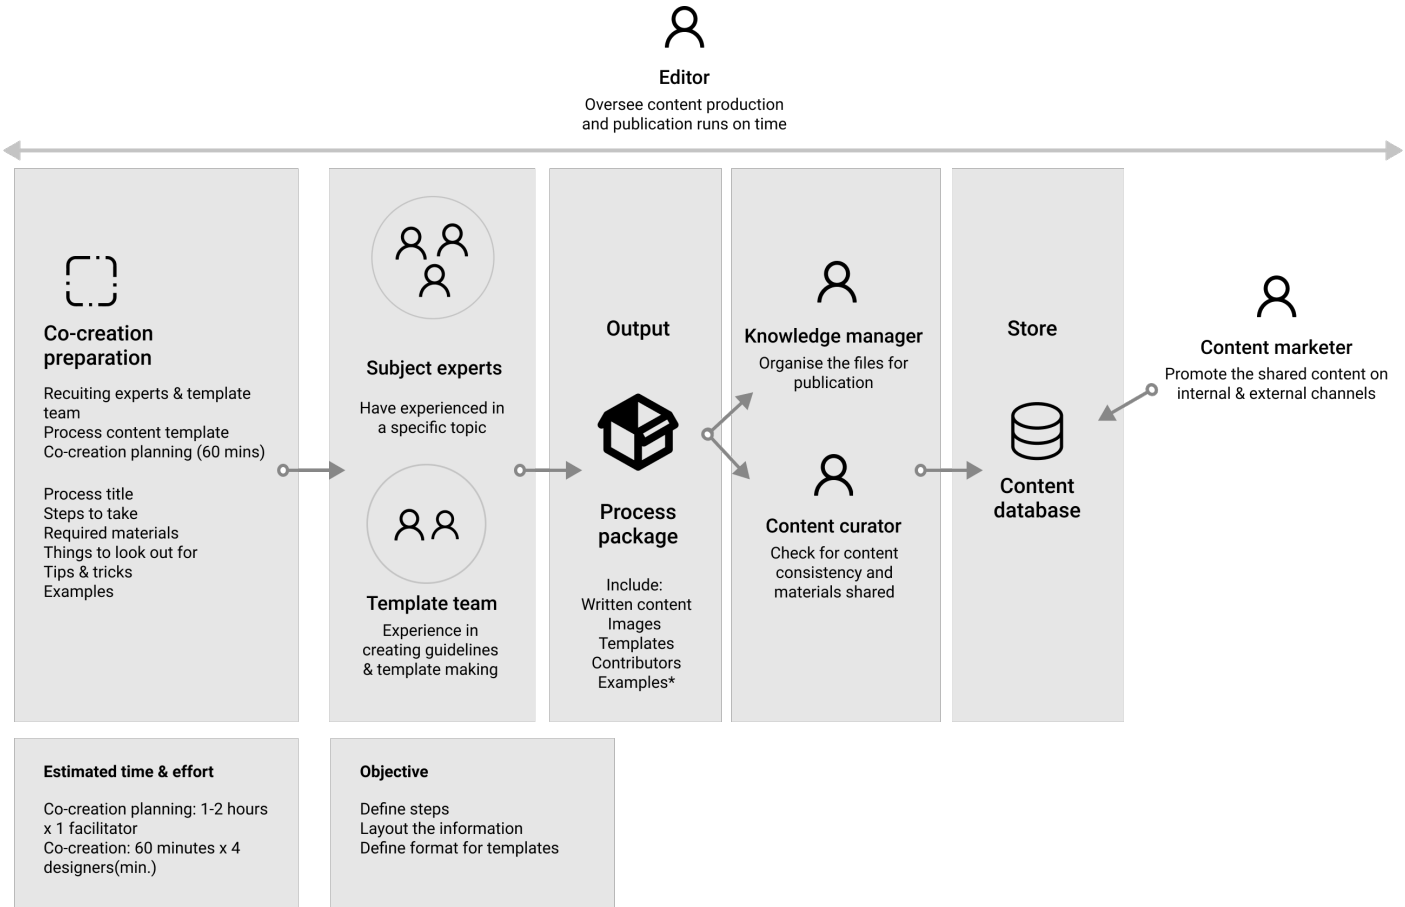 Editor
Oversee content production
and publication runs on time
Co-creation
preparation
Recuiting experts & template
team
Process content template
Co-creation planning (60 mins)
Process title
Steps to take
Required materials
Things to look out for
Tips & tricks
Examples
Subject experts
Have experienced in
a specific topic
Template team
Experience in
creating guidelines
& template making
Output
Process
package
Include:
Written content
Images
Templates
Contributors
Examples*
Knowledge manager
Organise the files for
publication
Content curator
Check for content
consistency and
materials shared
Store
Content
database
Content marketer
Promote the shared content on
internal & external channels
Estimated time & effort
Co-creation planning: 1-2 hours
x 1 facilitator
Co-creation: 60 minutes x 4
designers(min.)
Objective
Define steps
Layout the information
Define format for templates